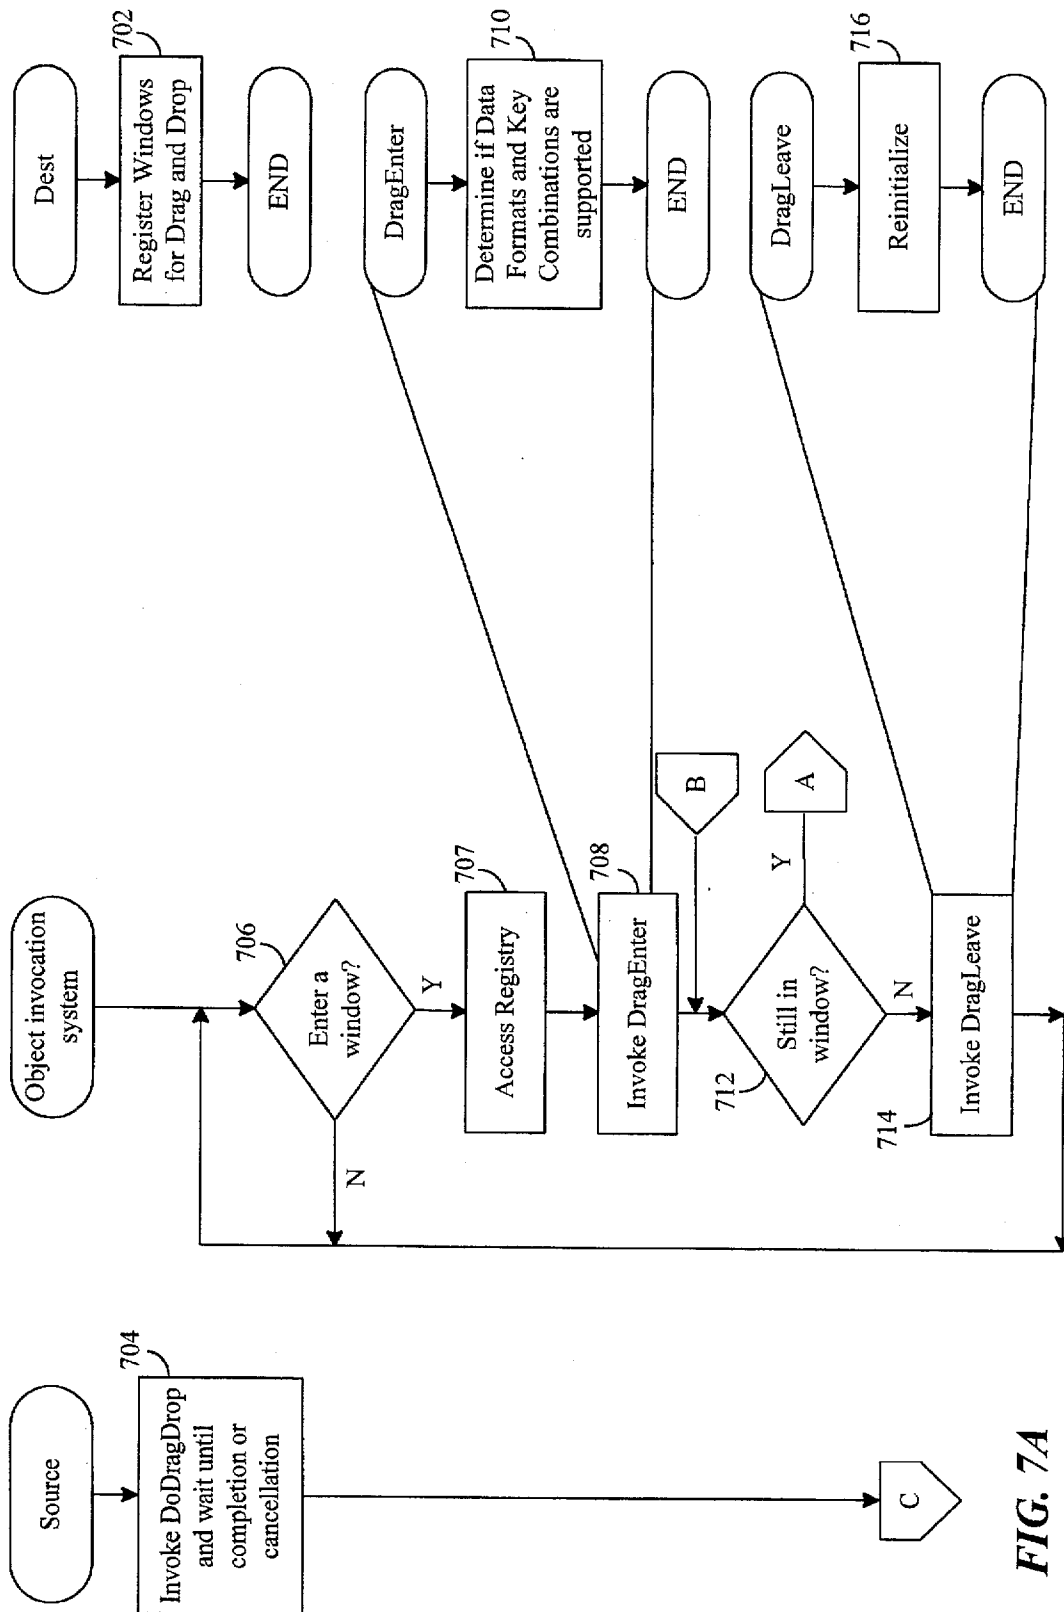 Source
704
Invoke DoDragDrop
and wait until
completion or
cancellation
C
Object invocation
system
706
Enter a
window?
N
Y
707
Access Registry
708
Invoke DragEnter
B
712
Still in
window?
Y
A
N
714
Invoke DragLeave
Dest
702
Register Windows
for Drag and Drop
END
DragEnter
710
Determine if Data
Formats and Key
Combinations are
supported
END
DragLeave
716
Reinitialize
END
FIG. 7A